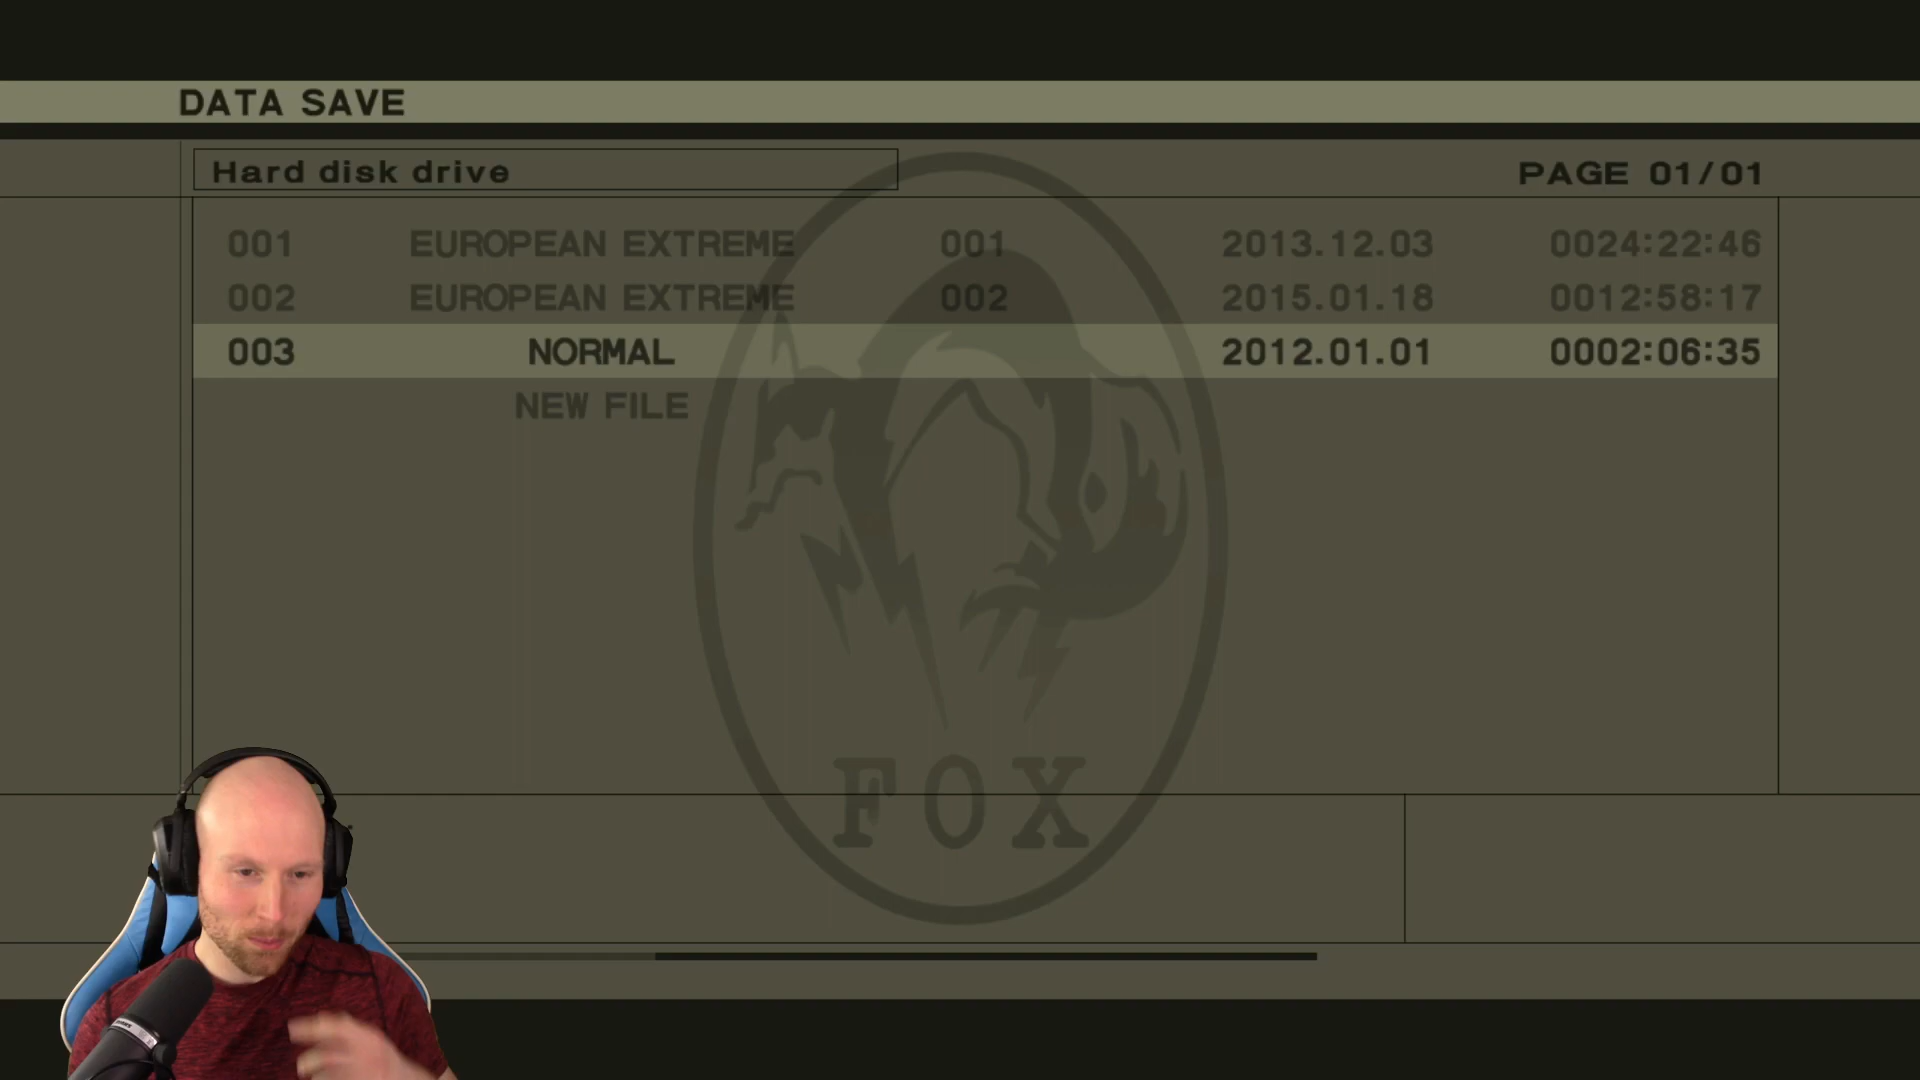 DATA SAVE
Hard disk drive PAGE 01/01
001 EUROPEAN EXTREME 001 2013.12.03 0024:22:46
002 EUROPEAN EXTREME 002 2015.01.18 0012:58:17
003 NORMAL 2012.01.01 0002:06:35
NEW FILE
FOX